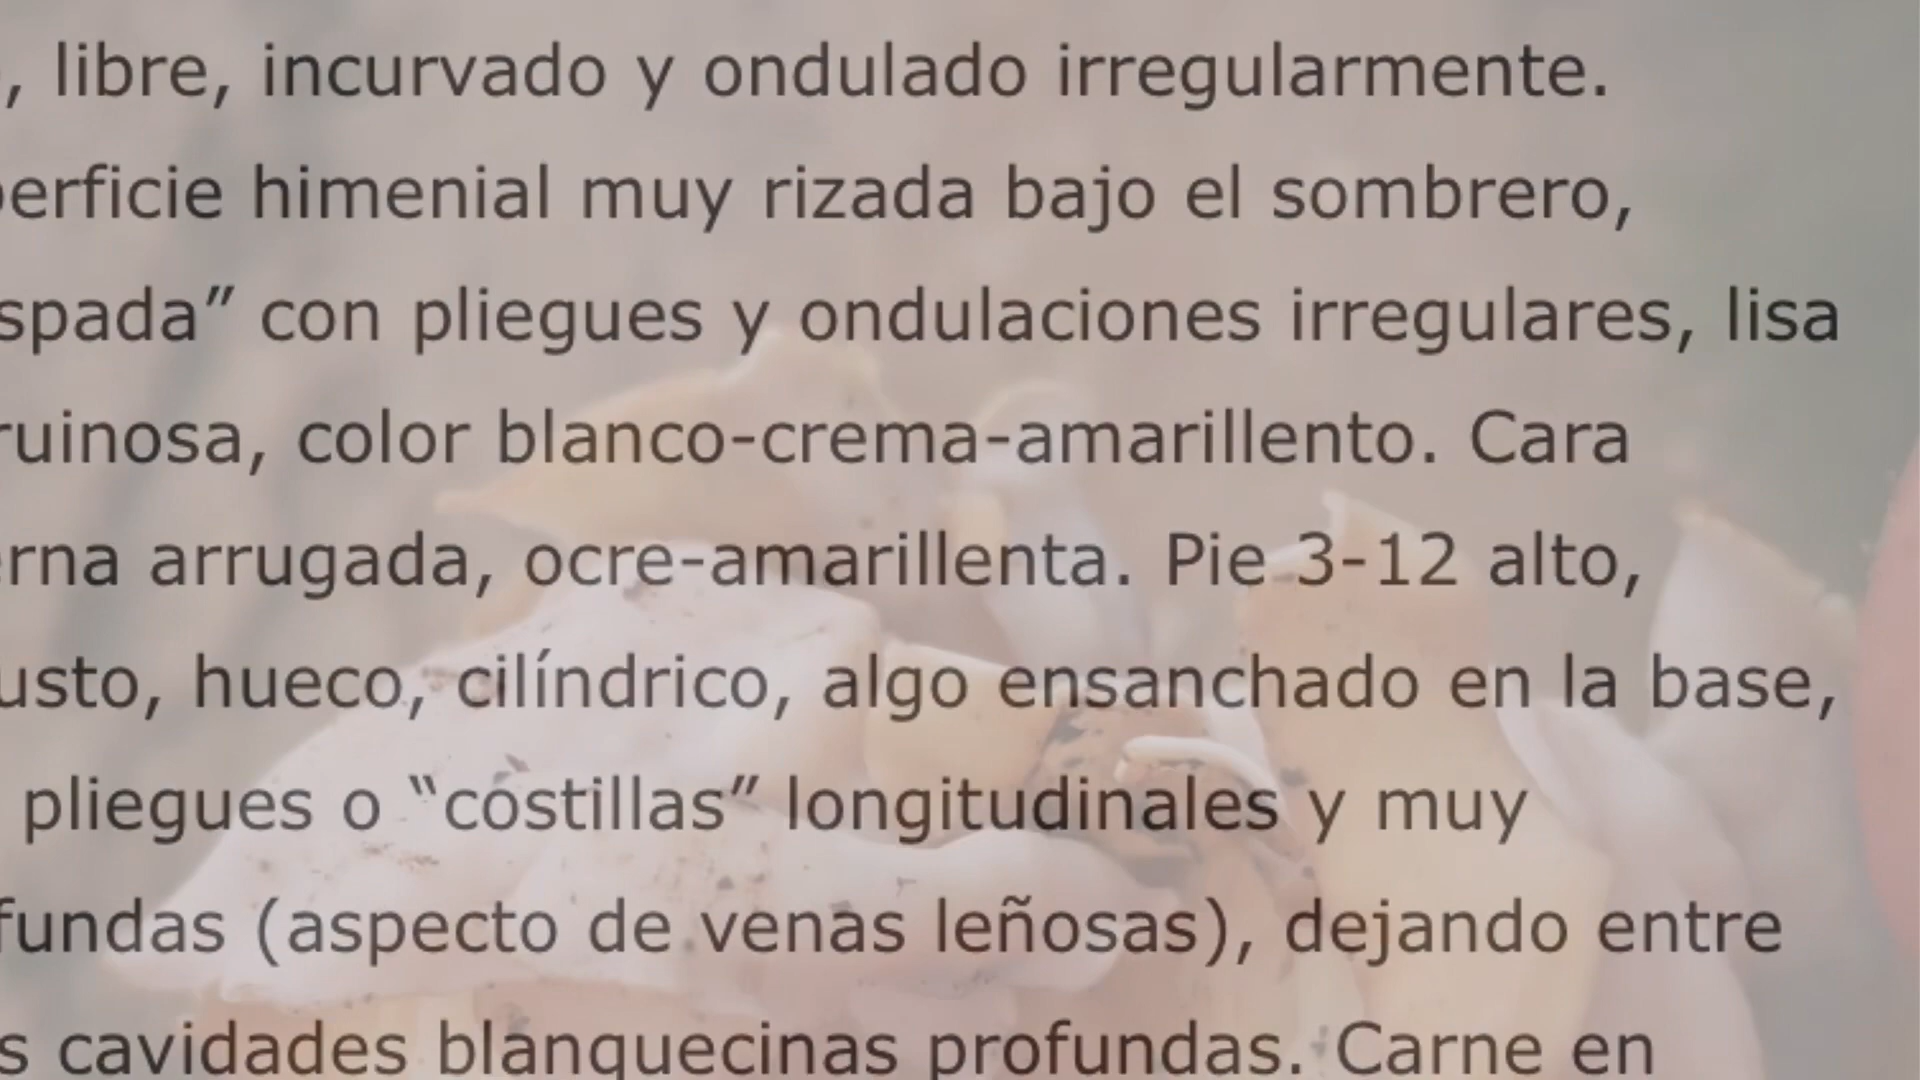 , libre, incurvado y ondulado irregularmente.
perficie himenial muy rizada bajo el sombrero,
spada” con pliegues y ondulaciones irregulares, lisa
ruinosa, color blanco-crema-amarillento. Cara
erna arrugada, ocre-amarillenta. Pie 3-12 alto,
usto, hueco, cilíndrico, algo ensanchado en la base,
pliegues o “costillas” longitudinales y muy
fundas (aspecto de venas leñosas), dejando entre
s cavidades blanquecinas profundas. Carne en